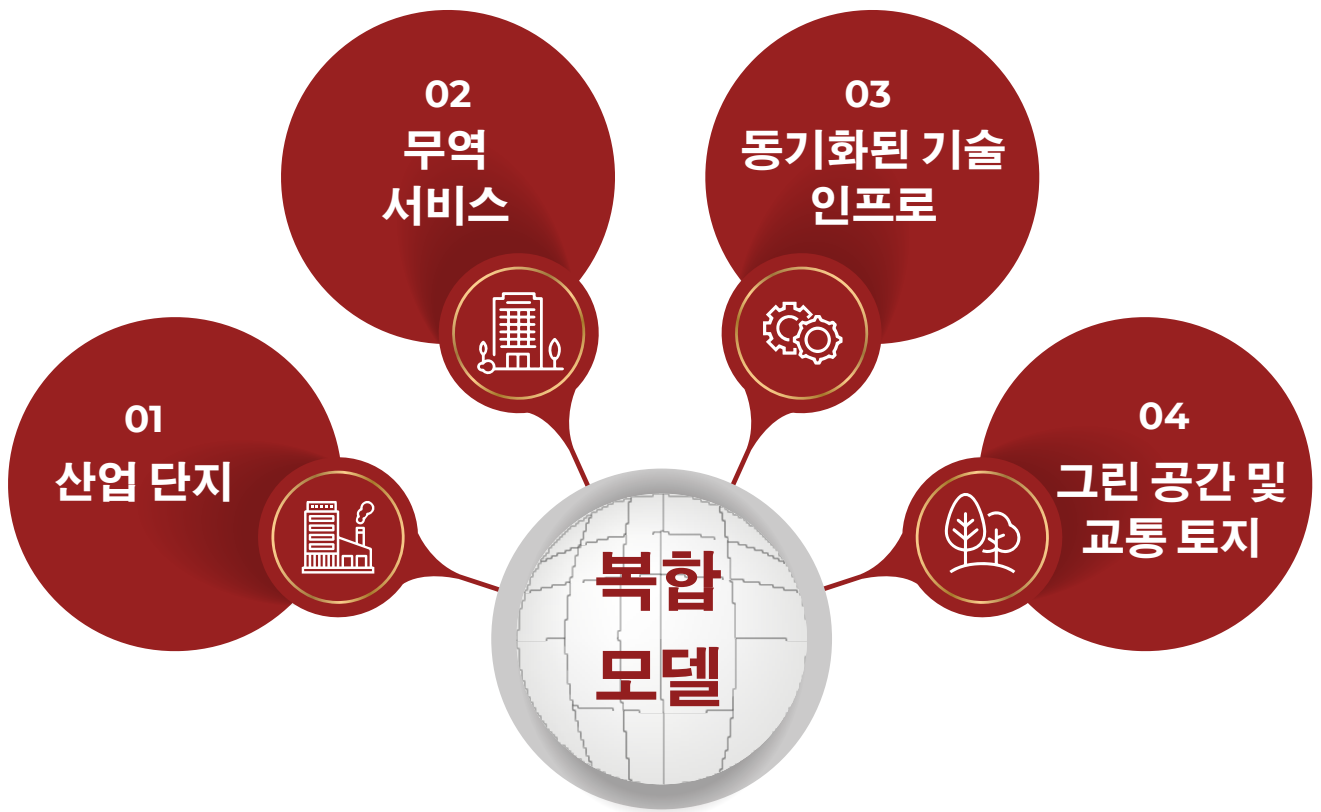 01
산업 단지
02
무역
서비스
03
동기화된 기술
인프로
04
그린 공간 및
교통 토지
복합
모델